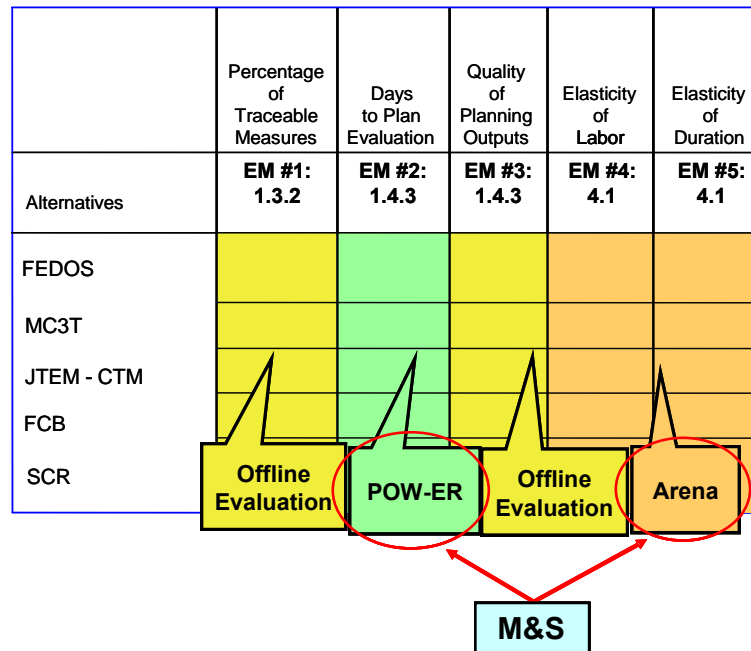 Percentage
of
Traceable
Measures
Days
to Plan
Evaluation
Quality
of
Planning
Outputs
Elasticity
of
Labor
Elasticity
of
Duration
Alternatives
EM #1:
1.3.2
EM #2:
1.4.3
EM #3:
1.4.3
EM #4:
4.1
EM #5:
4.1
FEDOS
MC3T
JTEM - CTM
FCB
SCR
Offline
Evaluation
POW-ER
Offline
Evaluation
Arena
M&S